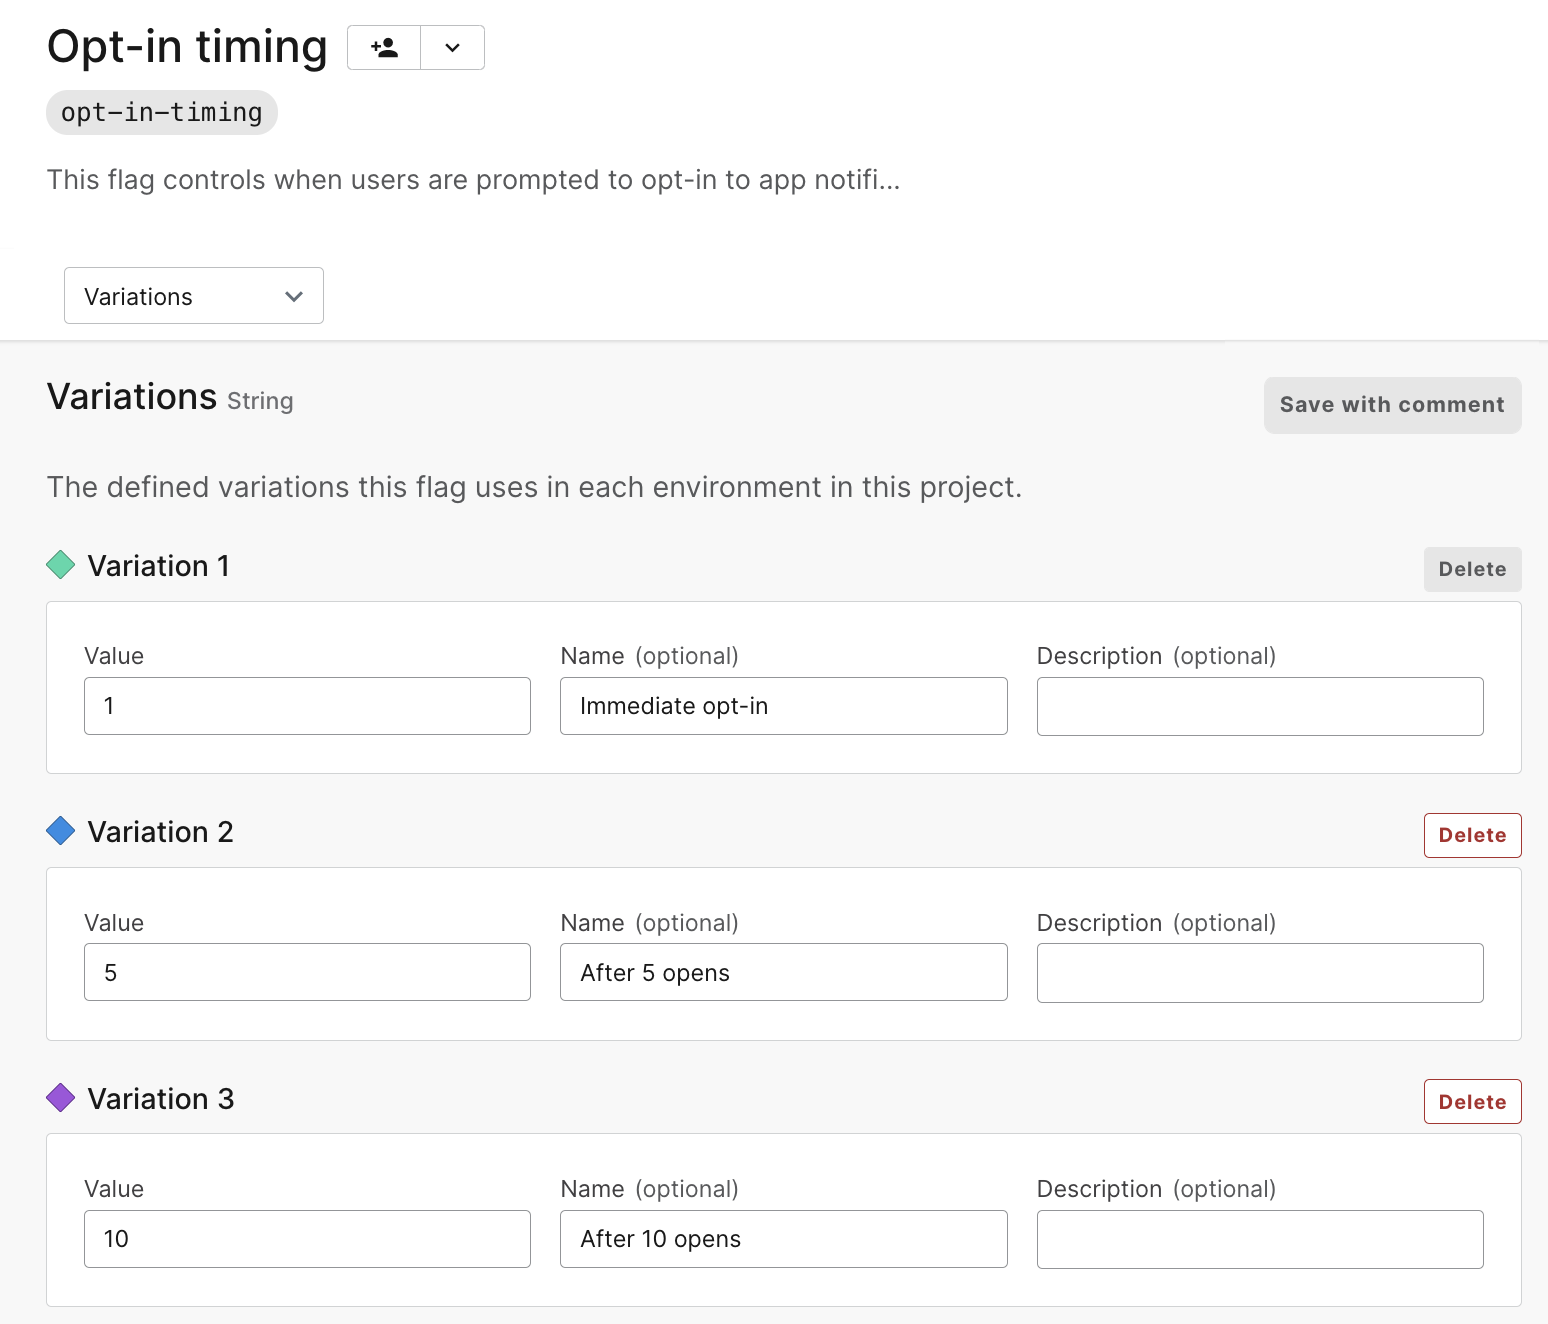 Opt-in timing
opt-in-timing
This flag controls when users are prompted to opt-in to app notifi...
Variations
Variations String
Save with comment
The defined variations this flag uses in each environment in this project.
Variation 1
Delete
Value Name (optional) Description (optional)
1 Immediate opt-in
Variation 2
Delete
Value Name (optional) Description (optional)
5 After 5 opens
Variation 3
Delete
Value Name (optional) Description (optional)
10 After 10 opens